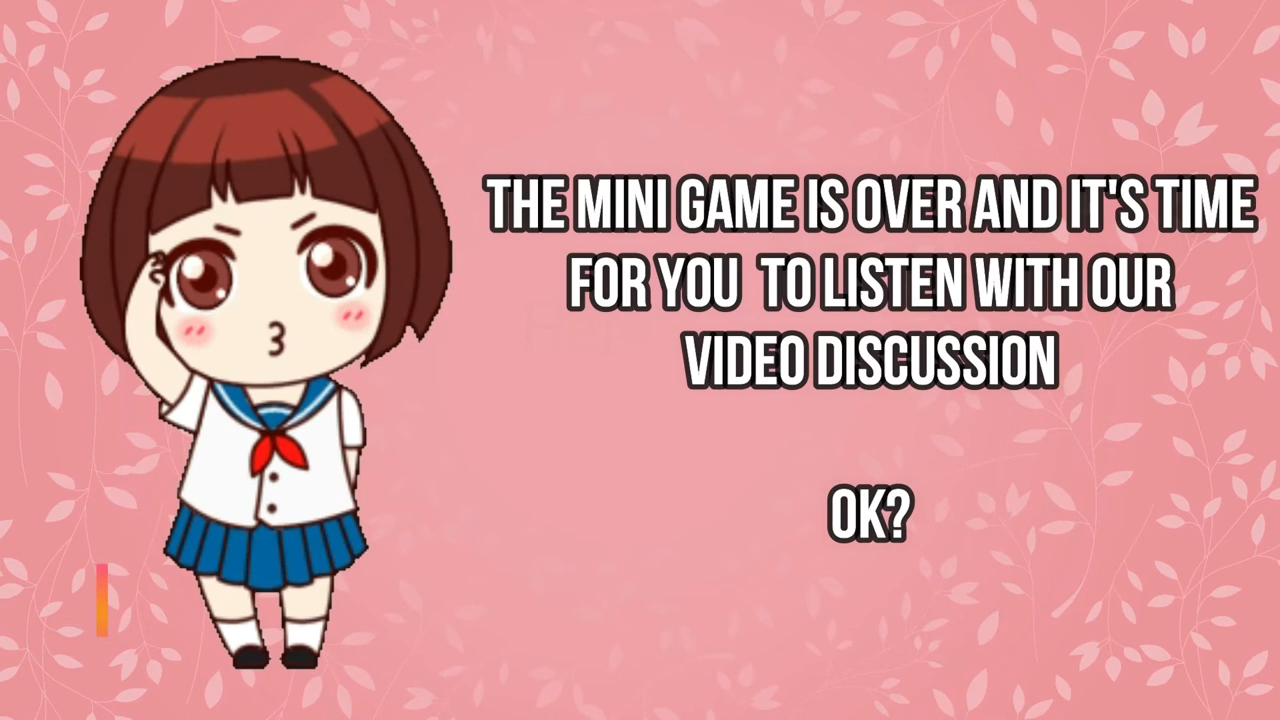 THE MINI GAME IS OVER AND IT'S TIME
FOR YOU TO LISTEN WITH OUR
VIDEO DISCUSSION
OK?